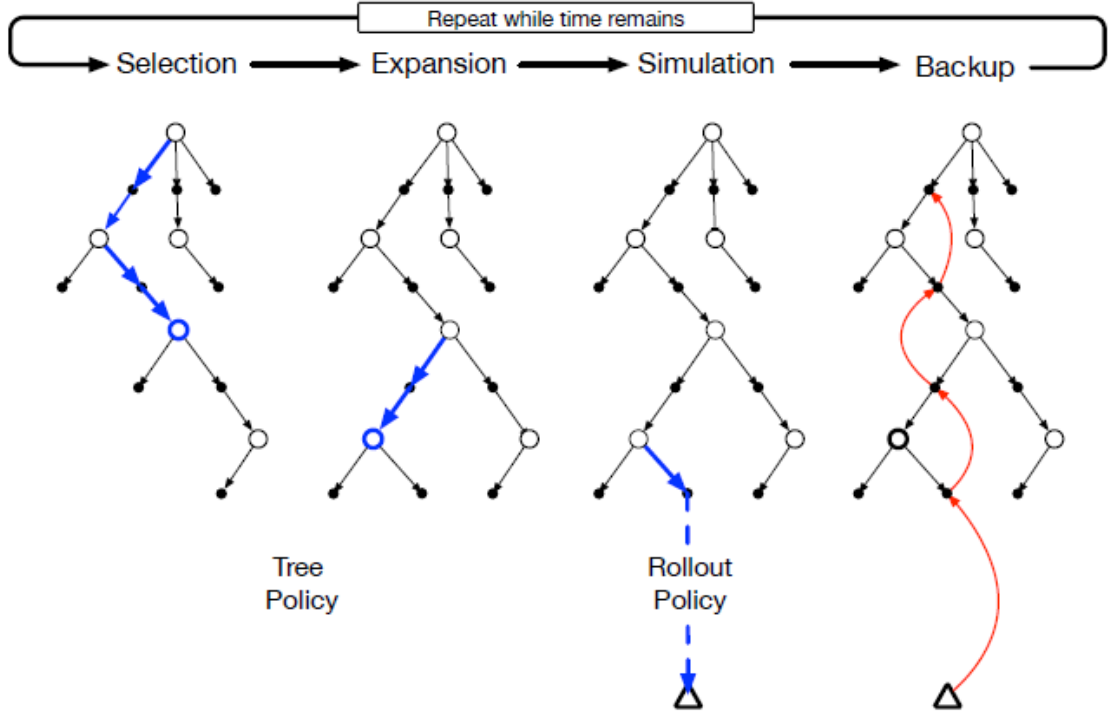 Repeat while time remains
Selection
Expansion
Simulation
Backup
Tree
Policy
Rollout
Policy